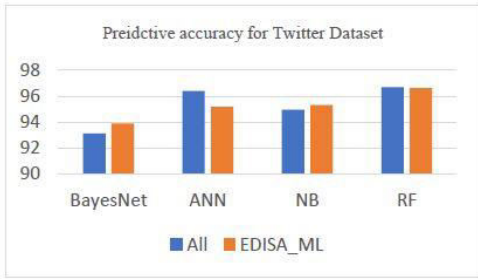 Preidctive accuracy for Twitter Dataset
98
96
94
92
90
BayesNet ANN NB RF
All EDISA_ML